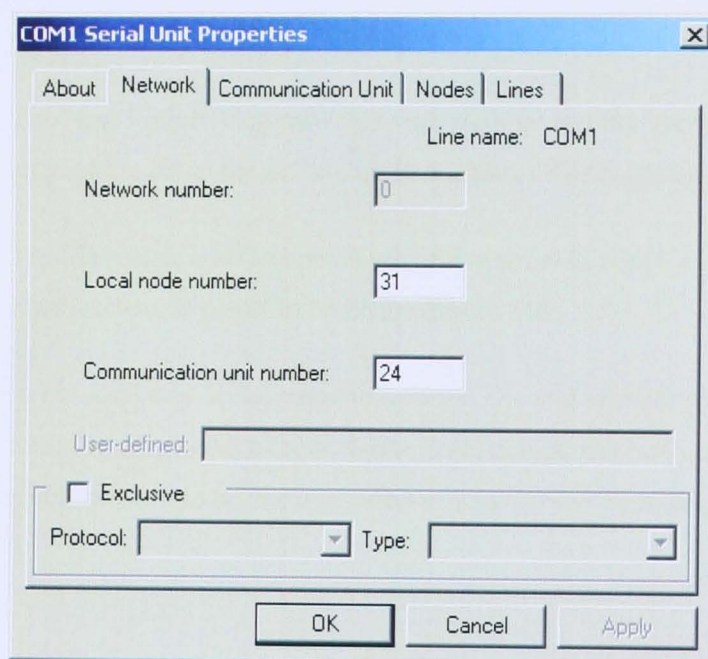 COM1 Serial Unit Properties
About Network Communication Unit Nodes Lines
Line name: COM1
Network number: 0
Local node number: 31
Communication unit number: 24
User-defined:
Exclusive
Protocol: Type:
OK Cancel Apply